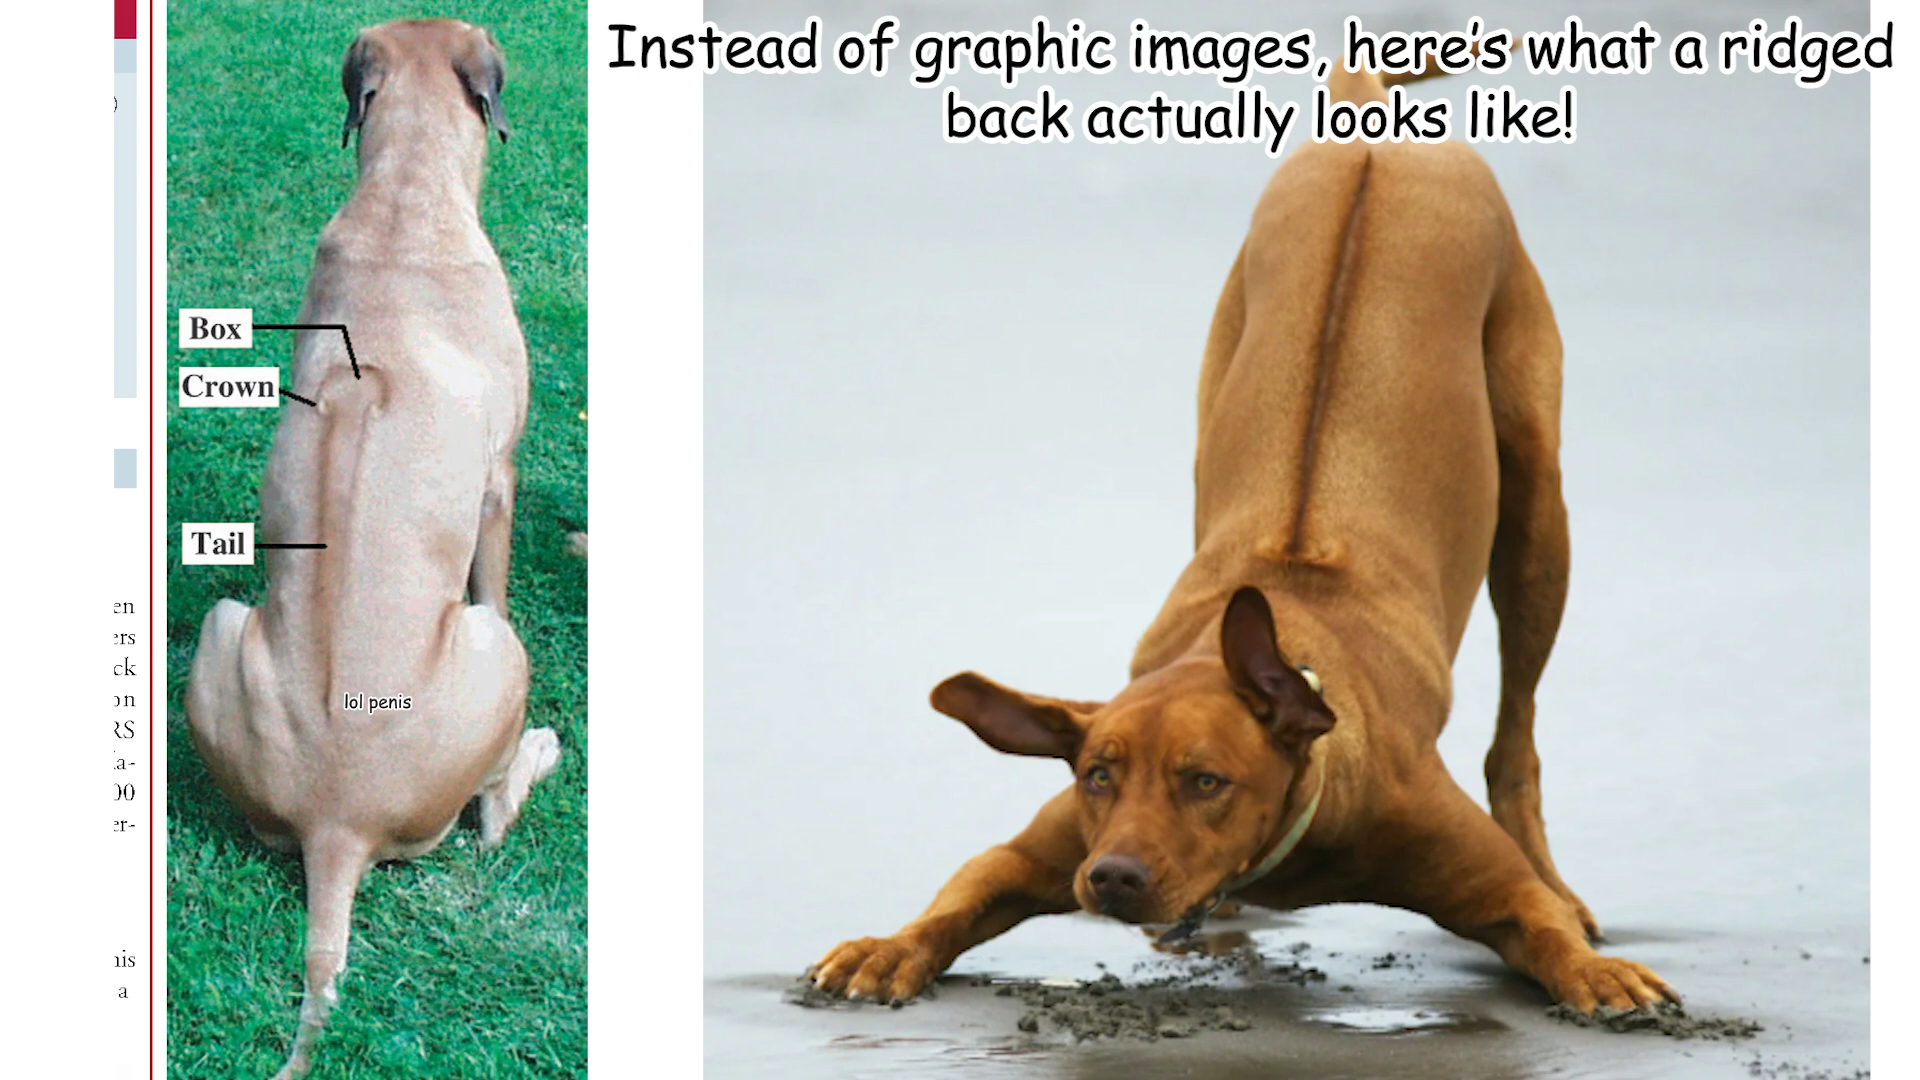 Instead of graphic images, here's what a ridged
back actually looks like!
Box
Crown
Tail
lol penis
en
ers
ck
on
RS
a-
00
er-
his
a